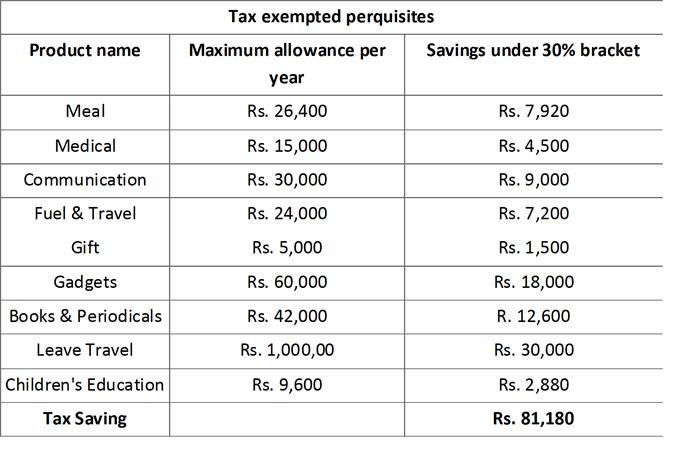 Tax exempted perquisites
Product name Maximum allowance per Savings under 30% bracket
year
Meal Rs. 26,400 Rs. 7,920
Medical Rs. 15,000 Rs. 4,500
Communication Rs. 30,000 Rs. 9,000
Fuel & Travel Rs. 24,000 Rs. 7,200
Gift Rs. 5,000 Rs. 1,500
Gadgets Rs. 60,000 Rs. 18,000
Books & Periodicals Rs. 42,000 R. 12,600
Leave Travel Rs. 1,000,00 Rs. 30,000
Children's Education Rs. 9,600 Rs. 2,880
Tax Saving Rs. 81,180